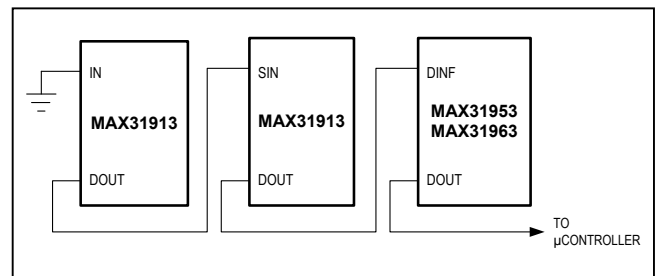 IN
MAX31913
DOUT
SIN
MAX31913
DOUT
DINF
MAX31953
MAX31963
DOUT
TO
µCONTROLLER